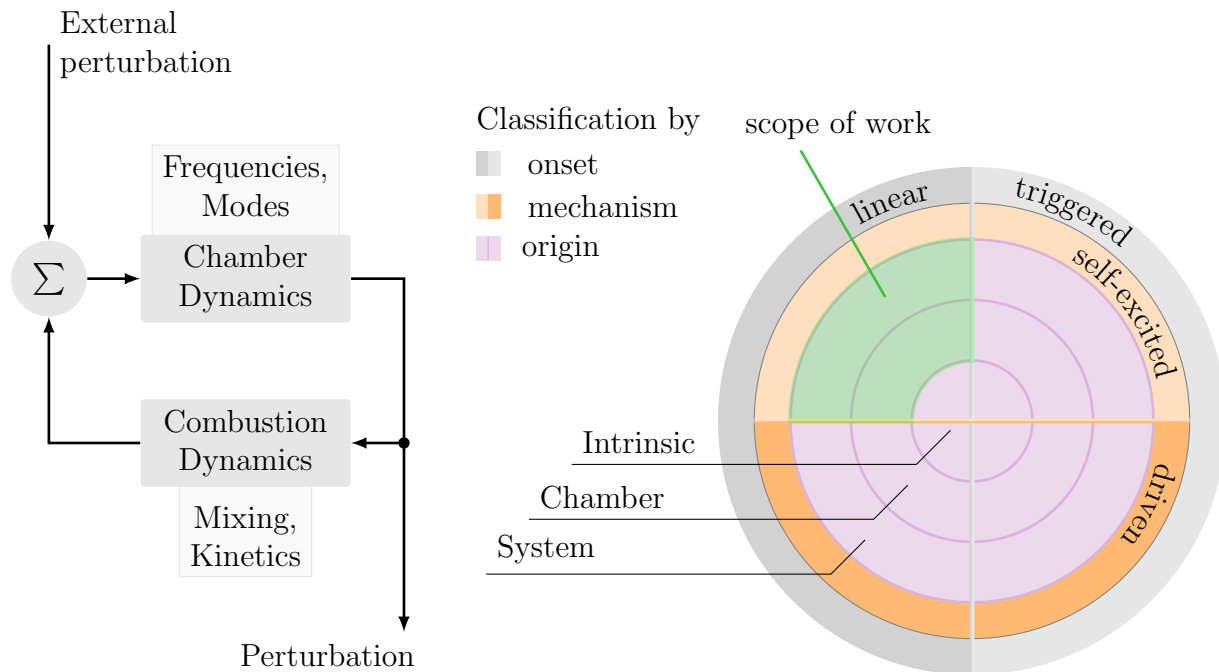 External
perturbation
Frequencies,
Modes
∑
Chamber
Dynamics
Combustion
Dynamics
Mixing,
Kinetics
Perturbation
Classification by
onset
mechanism
origin
scope of work
linear
triggered
self-excited
driven
Intrinsic
Chamber
System